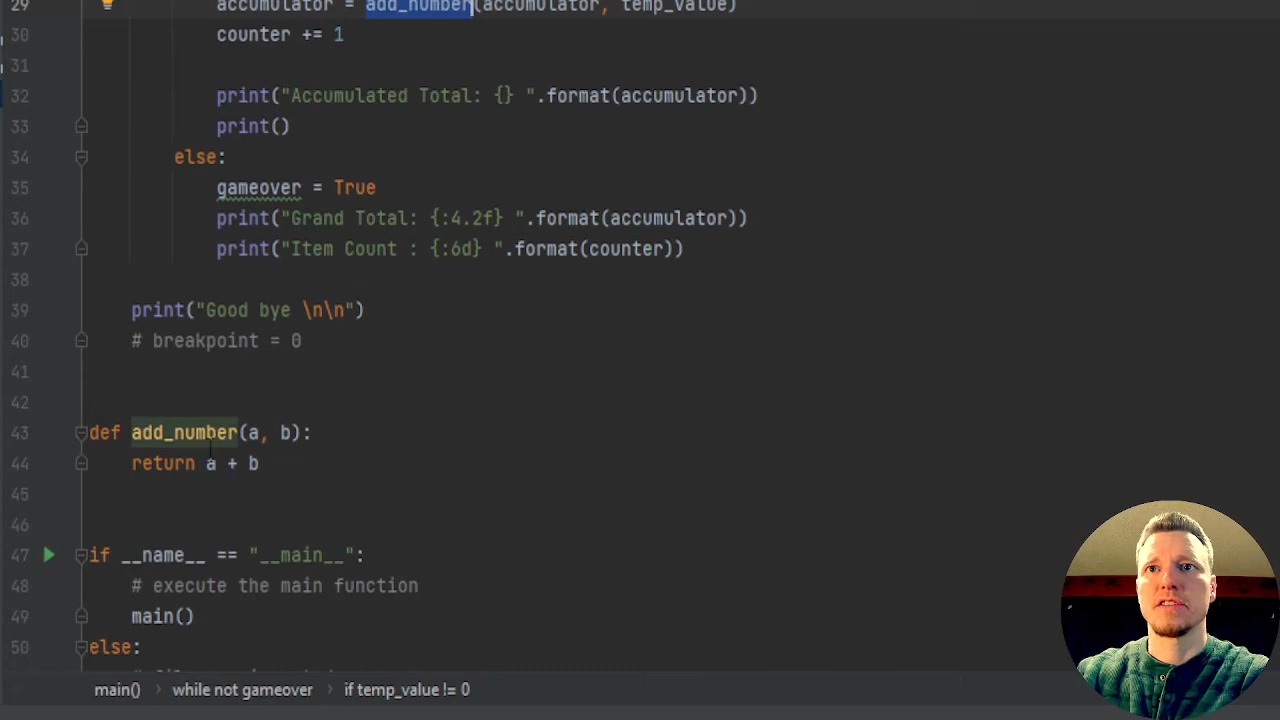 29 accumulator = add_number(accumulator, temp_value)
30 counter += 1
31
32 print("Accumulated Total: {} ".format(accumulator))
33 print()
34 else:
35 gameover = True
36 print("Grand Total: {:4.2f} ".format(accumulator))
37 print("Item Count : {:6d} ".format(counter))
38
39 print("Good bye \n\n")
40 # breakpoint = 0
41
42
43 def add_number(a, b):
44 return a + b
45
46
47 if __name__ == "__main__":
48 # execute the main function
49 main()
50 else:
main() › while not gameover › if temp_value != 0